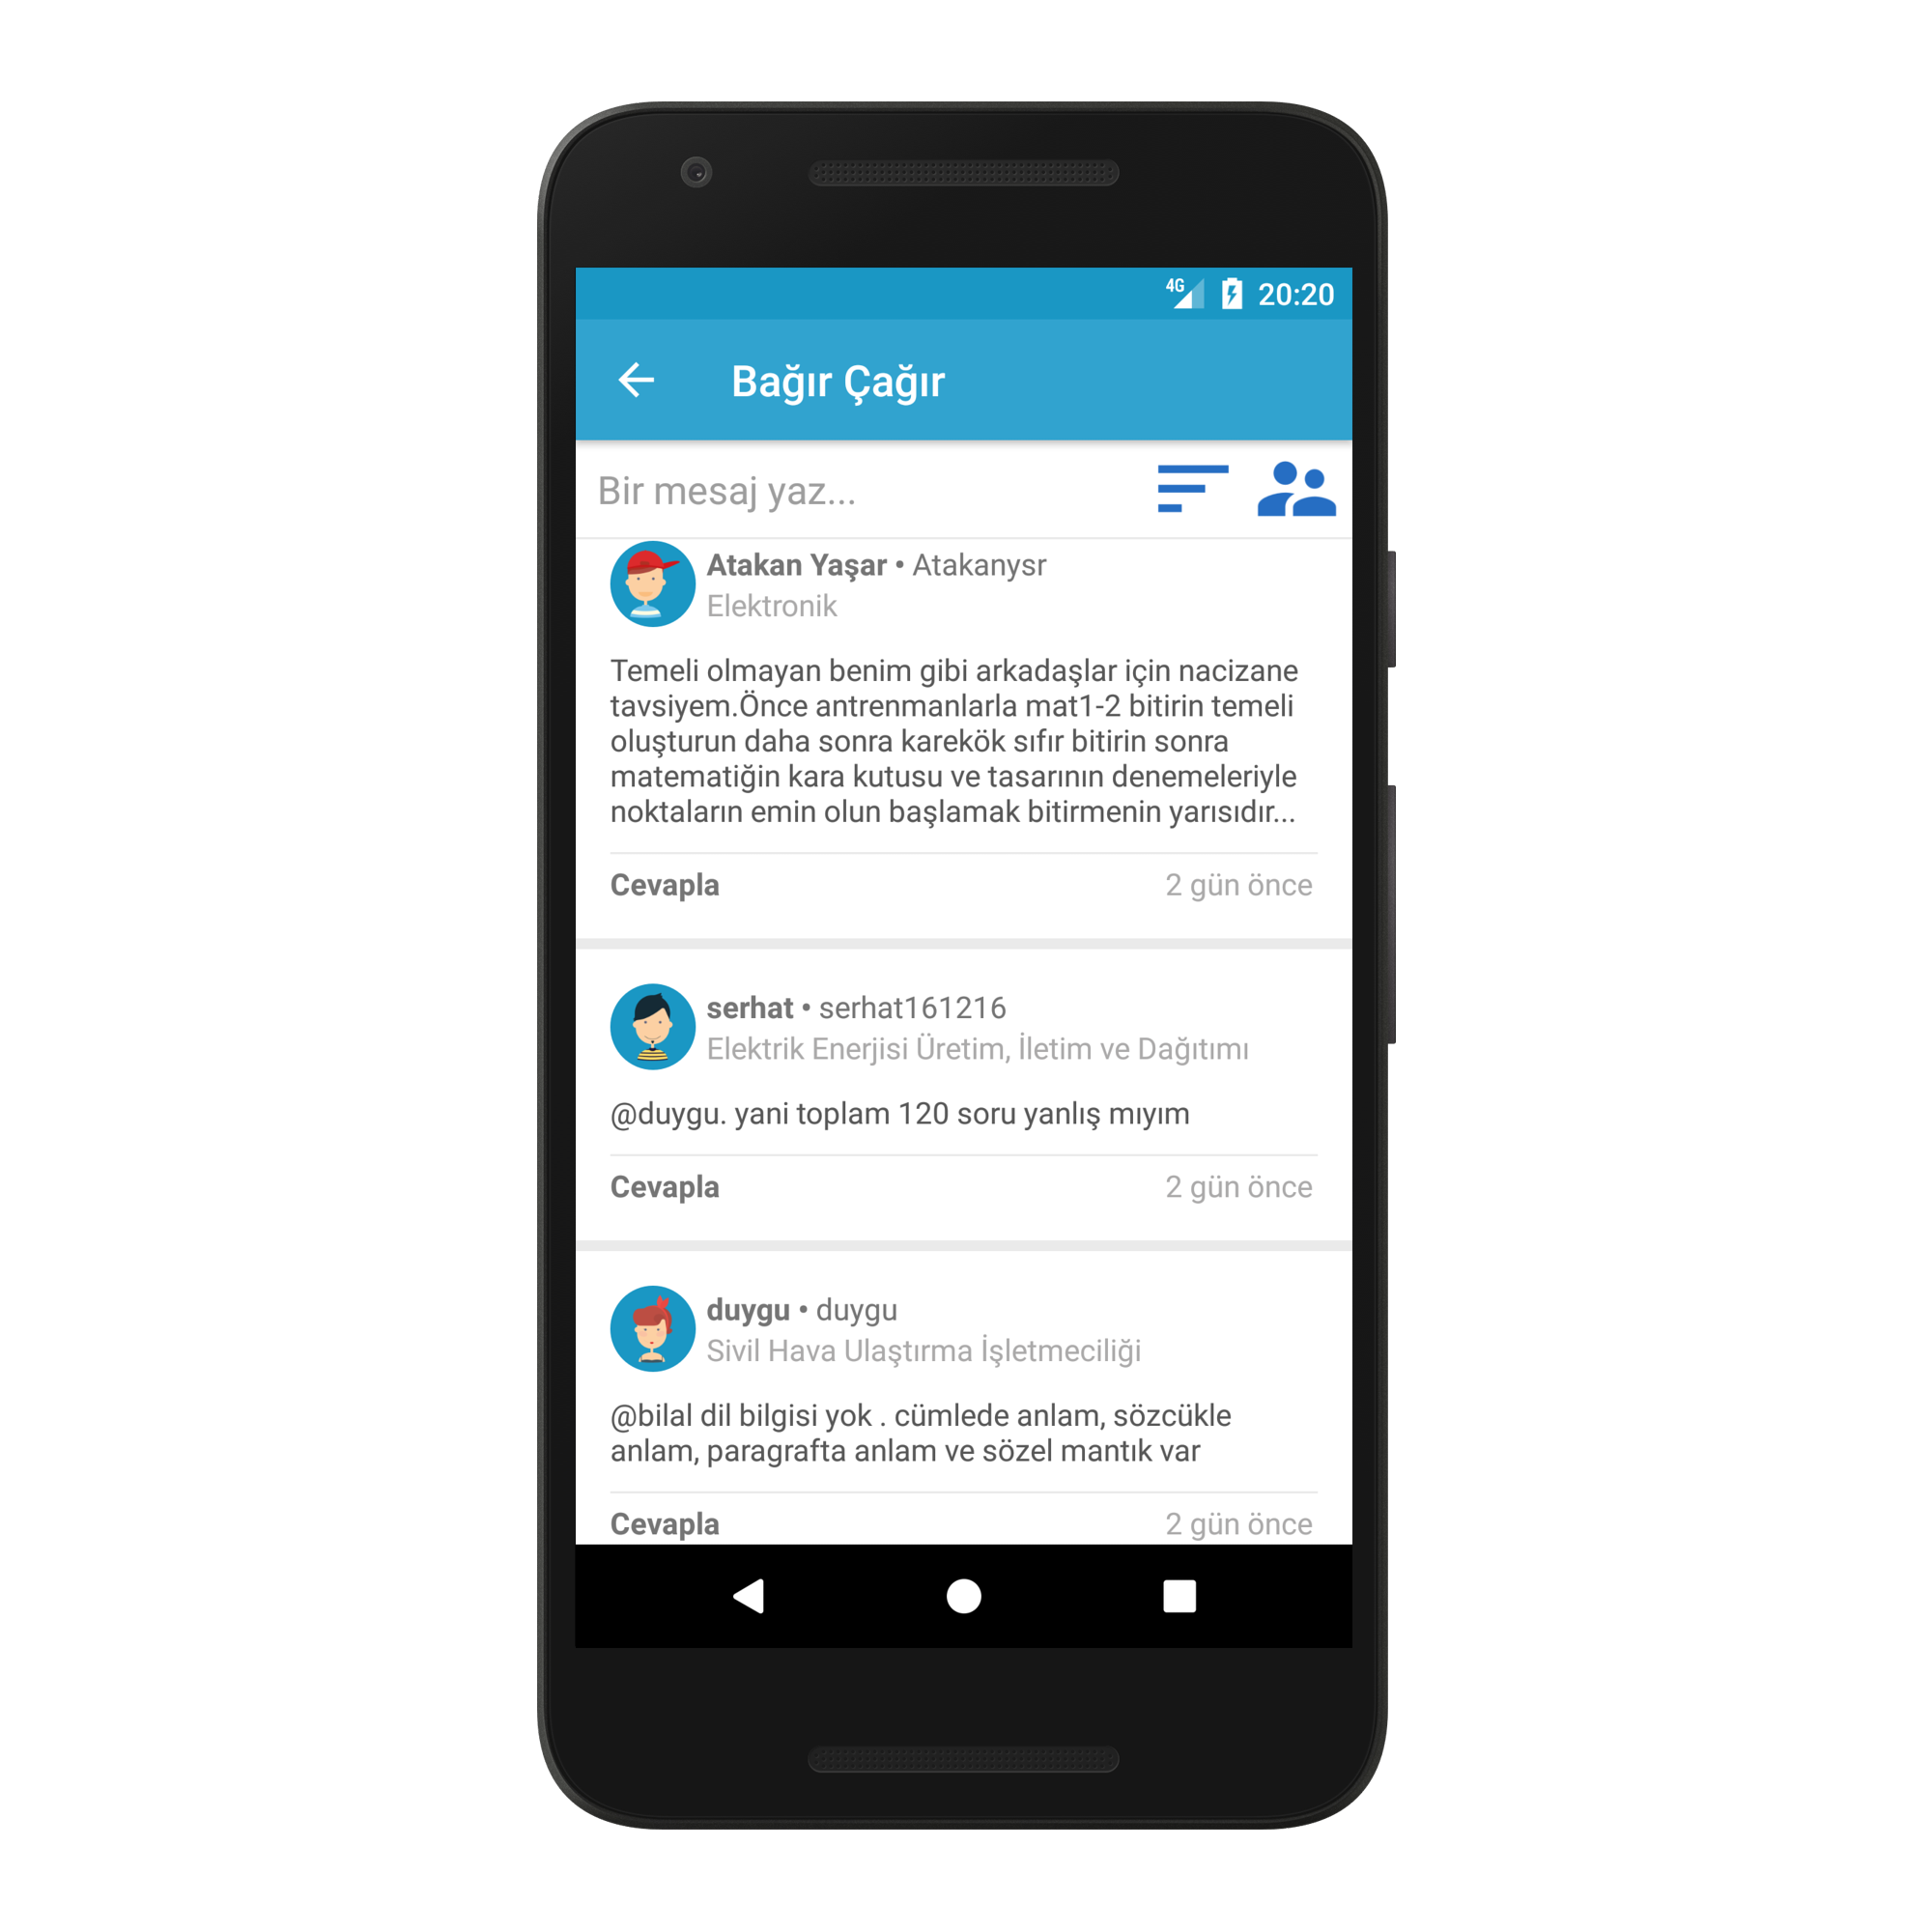 4G 20:20
Bağır Çağır
Bir mesaj yaz...
Atakan Yaşar • Atakanysr
Elektronik
Temeli olmayan benim gibi arkadaşlar için nacizane
tavsiyem.Önce antrenmanlarla mat1-2 bitirin temeli
oluşturun daha sonra karekök sıfır bitirin sonra
matematiğin kara kutusu ve tasarının denemeleriyle
noktaların emin olun başlamak bitirmenin yarısıdır...
Cevapla 2 gün önce
serhat • serhat161216
Elektrik Enerjisi Üretim, İletim ve Dağıtımı
@duygu. yani toplam 120 soru yanlış mıyım
Cevapla 2 gün önce
duygu • duygu
Sivil Hava Ulaştırma İşletmeciliği
@bilal dil bilgisi yok . cümlede anlam, sözcükle
anlam, paragrafta anlam ve sözel mantık var
Cevapla 2 gün önce